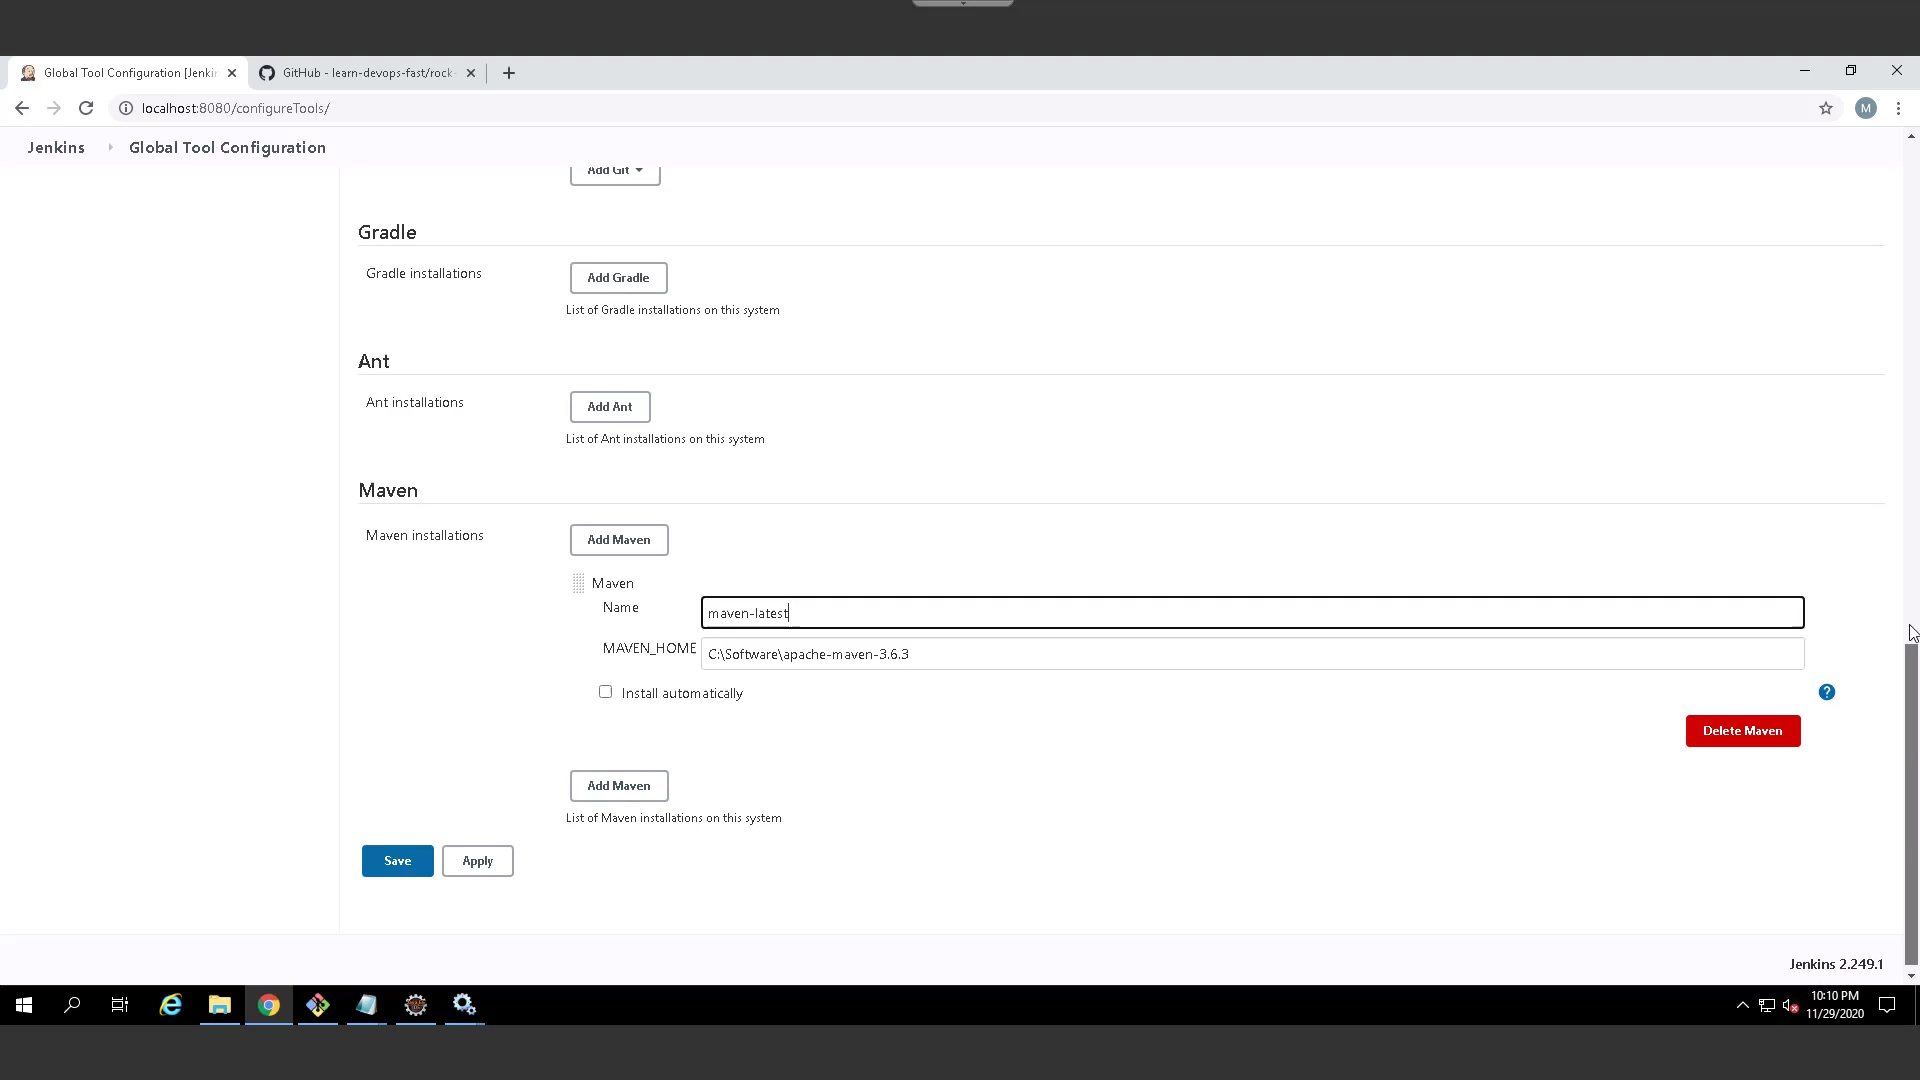 Global Tool Configuration [Jenki
GitHub - learn-devops-fast/rock-
localhost:8080/configureTools/
M
Jenkins
Global Tool Configuration
Add Git
Gradle
Gradle installations
Add Gradle
List of Gradle installations on this system
Ant
Ant installations
Add Ant
List of Ant installations on this system
Maven
Maven installations
Add Maven
Maven
Name
maven-latest
MAVEN_HOME
C:\Software\apache-maven-3.6.3
Install automatically
?
Delete Maven
Add Maven
List of Maven installations on this system
Save
Apply
Jenkins 2.249.1
10:10 PM
11/29/2020